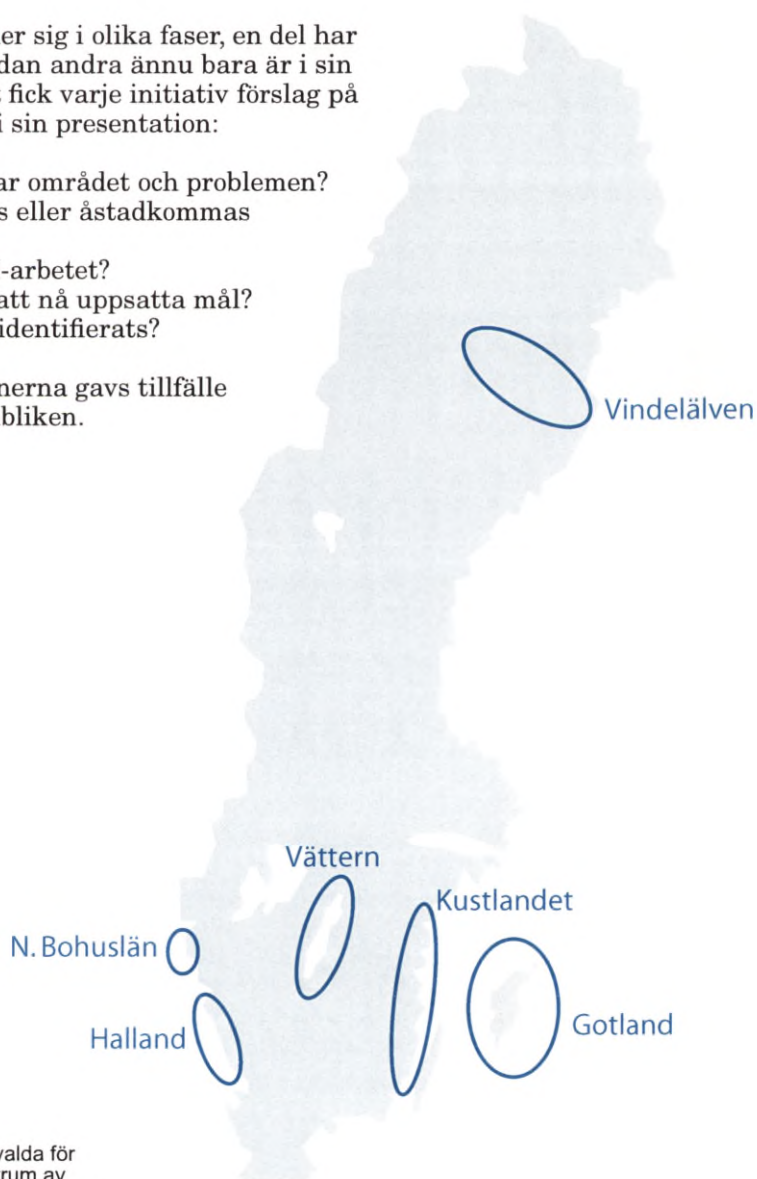 er sig i olika faser, en del har
dan andra ännu bara är i sin
t fick varje initiativ förslag på
i sin presentation:
ar området och problemen?
s eller åstadkommas
-arbetet?
att nå uppsatta mål?
identifierats?
nerna gavs tillfälle
bliken.
Vindelälven
Vättern
Kustlandet
N. Bohuslän
Gotland
Halland
valda för
trum av